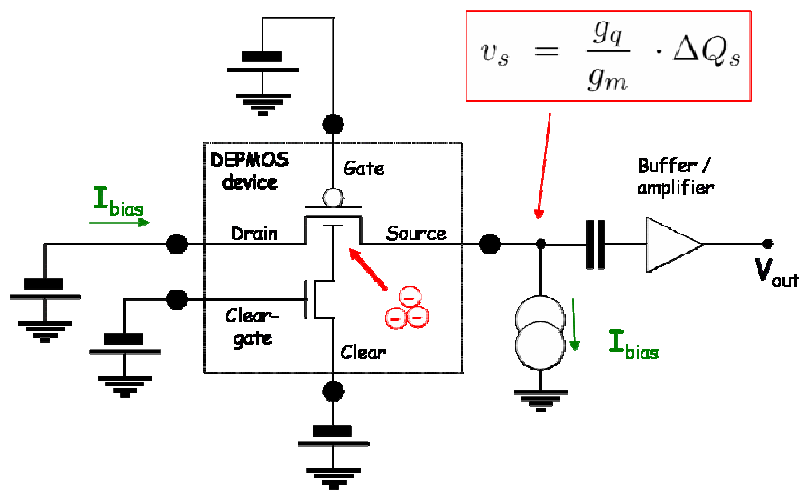 v_s = g_q / g_m · ΔQ_s
DEPMOS
device
Gate
Buffer /
amplifier
I_bias
Drain
Source
V_out
Clear-
gate
- - -
I_bias
Clear